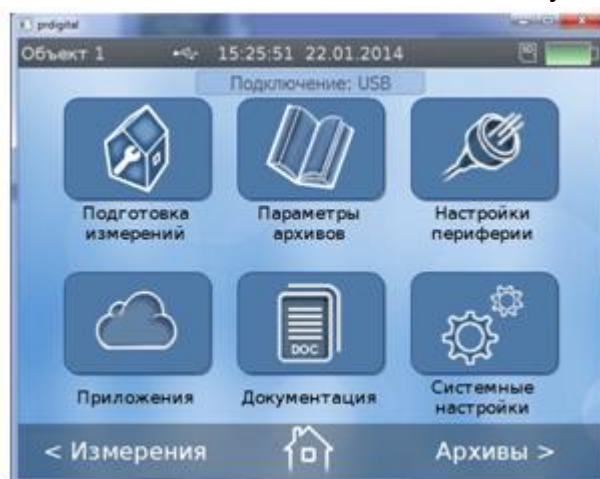 prdigital
Объект 1 15:25:51 22.01.2014
Подключение: USB
Подготовка измерений
Параметры архивов
Настройки периферии
DOC
Приложения
Документация
Системные настройки
< Измерения
Архивы >